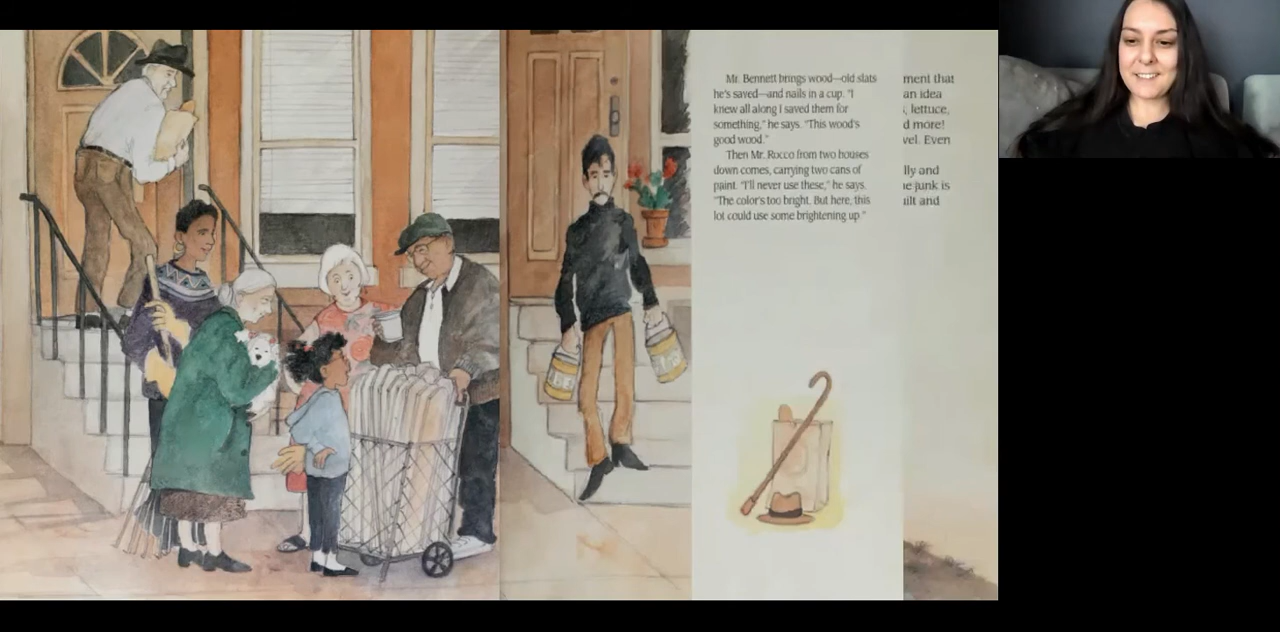 Mr. Bennett brings wood—old slats
he's saved—and nails in a cup. "I
knew all along I saved them for
something," he says. "This wood's
good wood."
Then Mr. Rocco from two houses
down comes, carrying two cans of
paint. "I'll never use these," he says.
"The color's too bright. But here, this
lot could use some brightening up."
ment that
an idea
, lettuce,
d more!
vel. Even
lly and
e junk is
uilt and